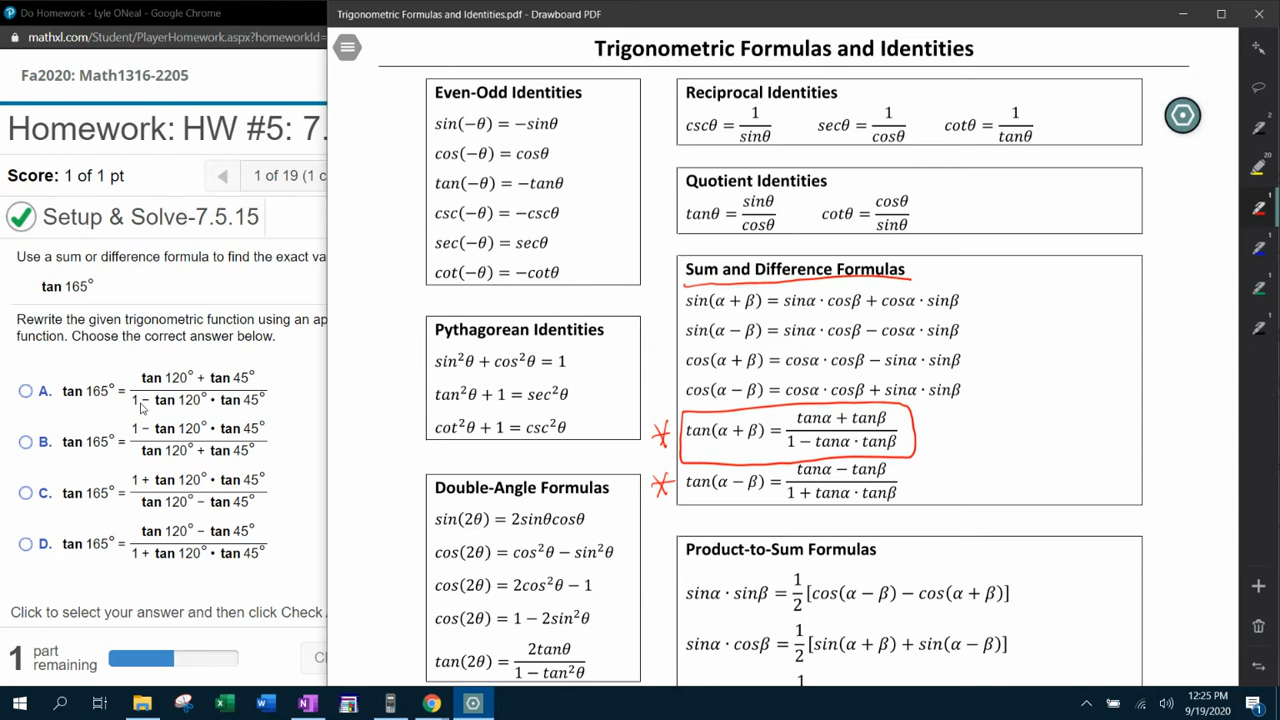 Do Homework - Lyle ONeal - Google Chrome
mathxl.com/Student/PlayerHomework.aspx?homeworkId=
Fa2020: Math1316-2205
Homework: HW #5: 7.
Score: 1 of 1 pt
1 of 19 (1 c
Setup & Solve-7.5.15
Use a sum or difference formula to find the exact va
tan 165°
Rewrite the given trigonometric function using an ap
function. Choose the correct answer below.
A. tan 165° = (tan 120° + tan 45°)/(1 − tan 120° • tan 45°)
B. tan 165° = (1 − tan 120° • tan 45°)/(tan 120° + tan 45°)
C. tan 165° = (1 + tan 120° • tan 45°)/(tan 120° − tan 45°)
D. tan 165° = (tan 120° − tan 45°)/(1 + tan 120° • tan 45°)
Click to select your answer and then click Check
1 part
remaining
Trigonometric Formulas and Identities.pdf - Drawboard PDF
Trigonometric Formulas and Identities
Even-Odd Identities
sin(−θ) = −sinθ
cos(−θ) = cosθ
tan(−θ) = −tanθ
csc(−θ) = −cscθ
sec(−θ) = secθ
cot(−θ) = −cotθ
Pythagorean Identities
sin²θ + cos²θ = 1
tan²θ + 1 = sec²θ
cot²θ + 1 = csc²θ
Double-Angle Formulas
sin(2θ) = 2sinθcosθ
cos(2θ) = cos²θ − sin²θ
cos(2θ) = 2cos²θ − 1
cos(2θ) = 1 − 2sin²θ
tan(2θ) = 2tanθ/(1 − tan²θ)
Reciprocal Identities
cscθ = 1/sinθ secθ = 1/cosθ cotθ = 1/tanθ
Quotient Identities
tanθ = sinθ/cosθ cotθ = cosθ/sinθ
Sum and Difference Formulas
sin(α + β) = sinα · cosβ + cosα · sinβ
sin(α − β) = sinα · cosβ − cosα · sinβ
cos(α + β) = cosα · cosβ − sinα · sinβ
cos(α − β) = cosα · cosβ + sinα · sinβ
tan(α + β) = (tanα + tanβ)/(1 − tanα · tanβ)
tan(α − β) = (tanα − tanβ)/(1 + tanα · tanβ)
Product-to-Sum Formulas
sinα · sinβ = 1/2 [cos(α − β) − cos(α + β)]
sinα · cosβ = 1/2 [sin(α + β) + sin(α − β)]
1
2
20
1
1
1
1
12:25 PM
9/19/2020
1